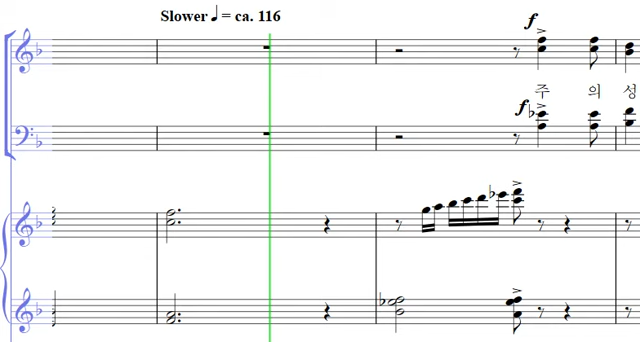 Slower ♩ = ca. 116
f
주 의 성
f